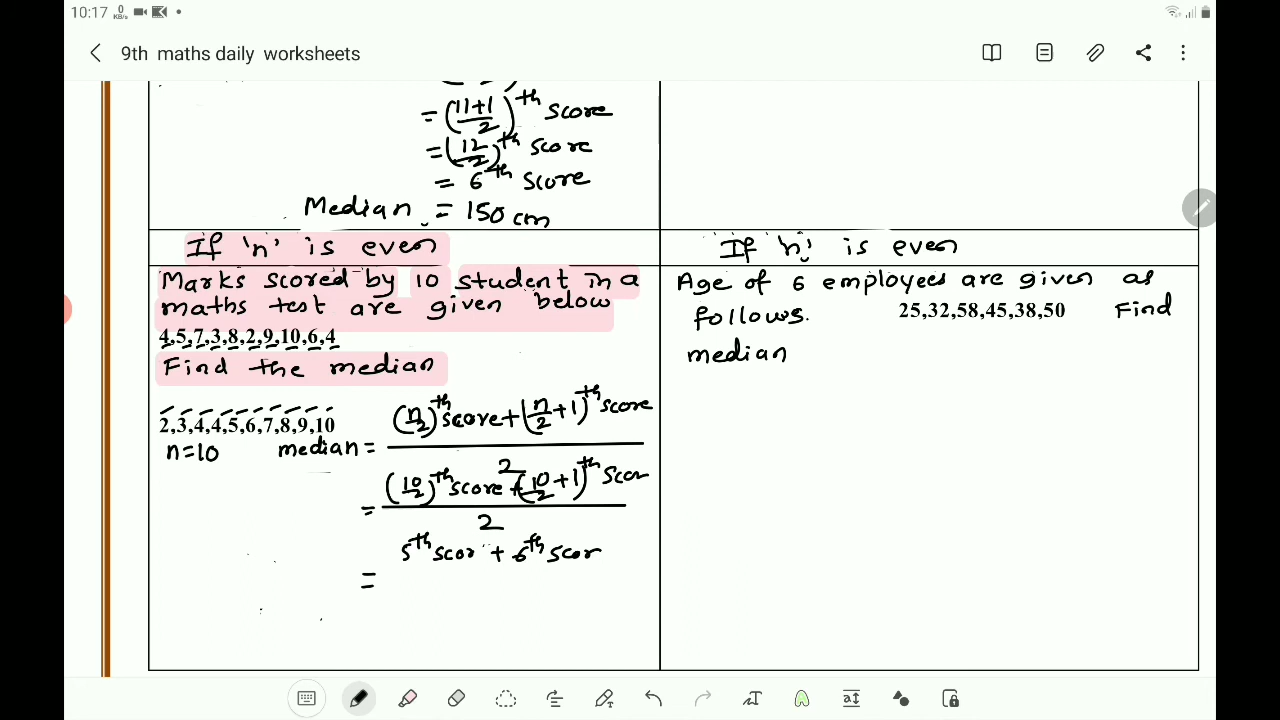 10:17 0 KB/s
9th maths daily worksheets
= (11+1/2)th score
= (12/2)th score
= 6th score
Median = 150 cm
If 'n' is even
Marks scored by 10 student in a
maths test are given below
4,5,7,3,8,2,9,10,6,4
Find the median
2,3,4,4,5,6,7,8,9,10
n=10
median = (n/2)th score + (n/2 + 1)th score
2
= (10/2)th score + (10/2 + 1)th Scor
2
= 5th scor + 6th scor
If 'n' is even
Age of 6 employees are given as
follows. 25,32,58,45,38,50 Find
median